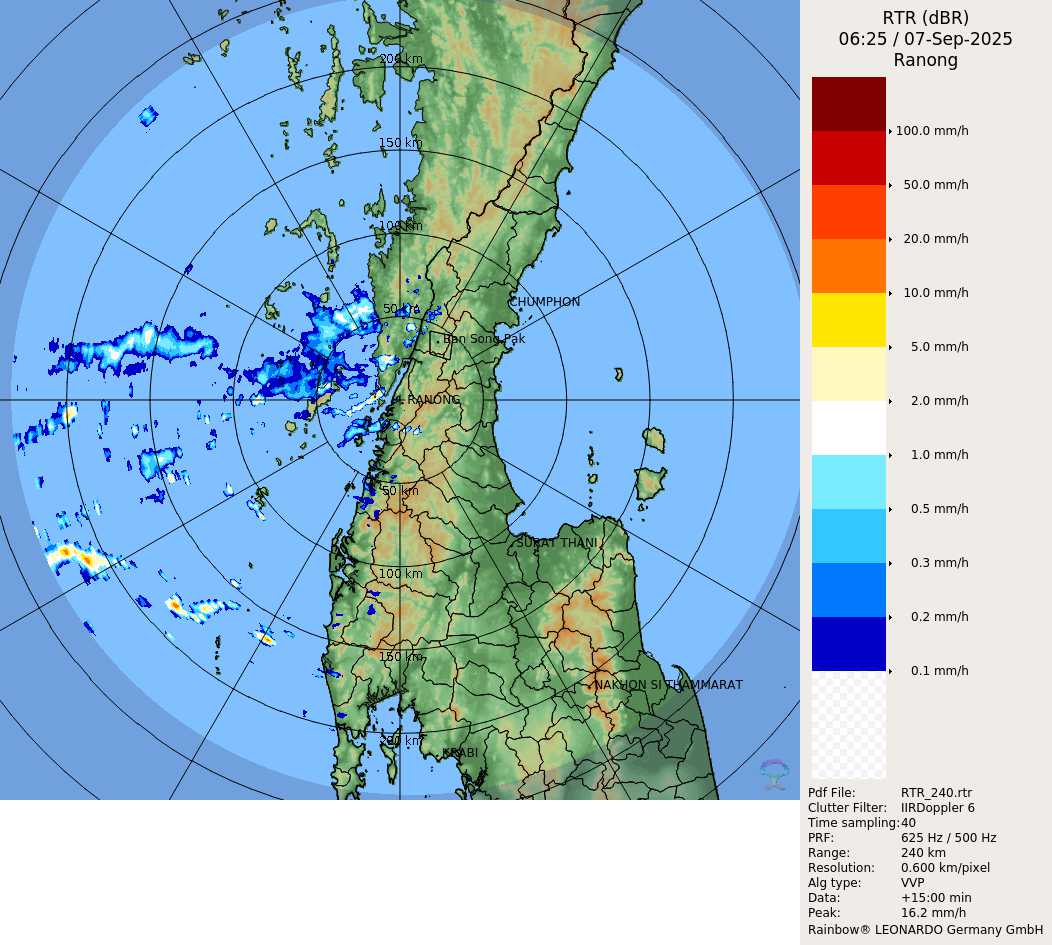 RTR (dBR)
06:25 / 07-Sep-2025
Ranong
200 km
150 km
100 km
50 km
CHUMPHON
Ban Song Pak
RANONG
50 km
SURAT THANI
100 km
150 km
NAKHON SI THAMMARAT
200 km
KRABI
100.0 mm/h
50.0 mm/h
20.0 mm/h
10.0 mm/h
5.0 mm/h
2.0 mm/h
1.0 mm/h
0.5 mm/h
0.3 mm/h
0.2 mm/h
0.1 mm/h
Pdf File: RTR_240.rtr
Clutter Filter: IIRDoppler 6
Time sampling: 40
PRF: 625 Hz / 500 Hz
Range: 240 km
Resolution: 0.600 km/pixel
Alg type: VVP
Data: +15:00 min
Peak: 16.2 mm/h
Rainbow® LEONARDO Germany GmbH